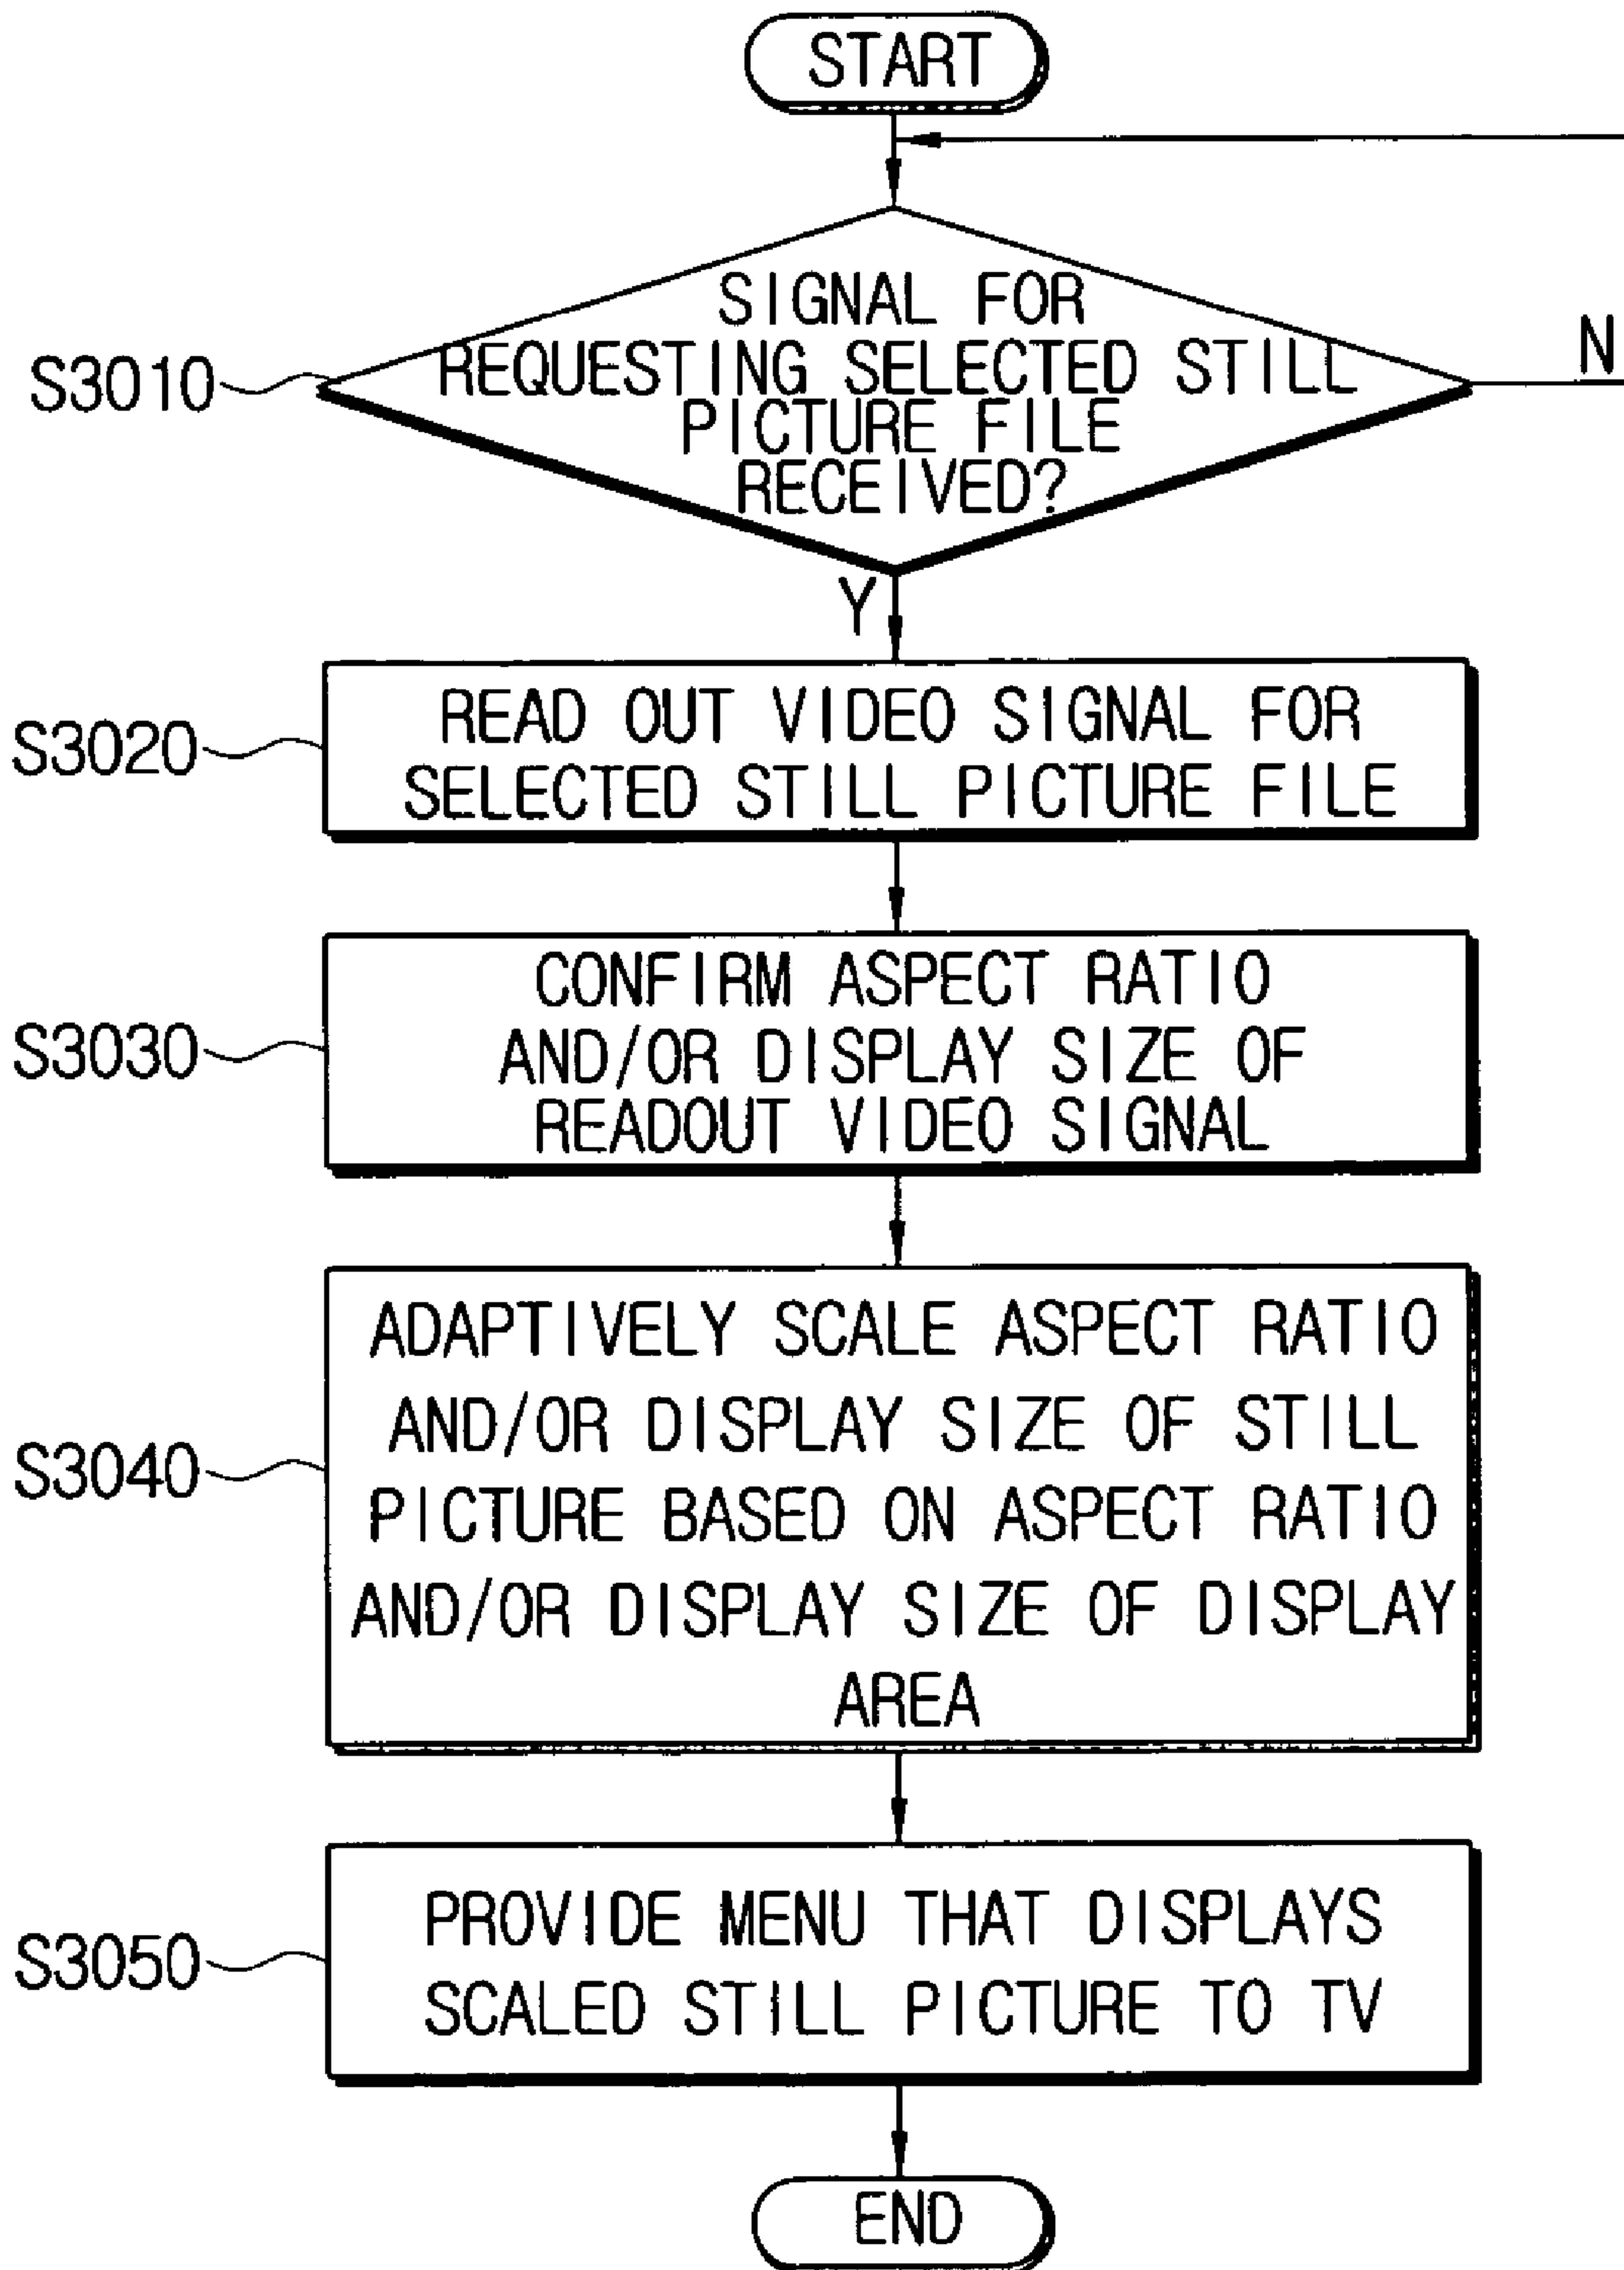 START
SIGNAL FOR
REQUESTING SELECTED STILL
PICTURE FILE
RECEIVED?
S3010
N
Y
READ OUT VIDEO SIGNAL FOR
SELECTED STILL PICTURE FILE
S3020
CONFIRM ASPECT RATIO
AND/OR DISPLAY SIZE OF
READOUT VIDEO SIGNAL
S3030
ADAPTIVELY SCALE ASPECT RATIO
AND/OR DISPLAY SIZE OF STILL
PICTURE BASED ON ASPECT RATIO
AND/OR DISPLAY SIZE OF DISPLAY
AREA
S3040
PROVIDE MENU THAT DISPLAYS
SCALED STILL PICTURE TO TV
S3050
END